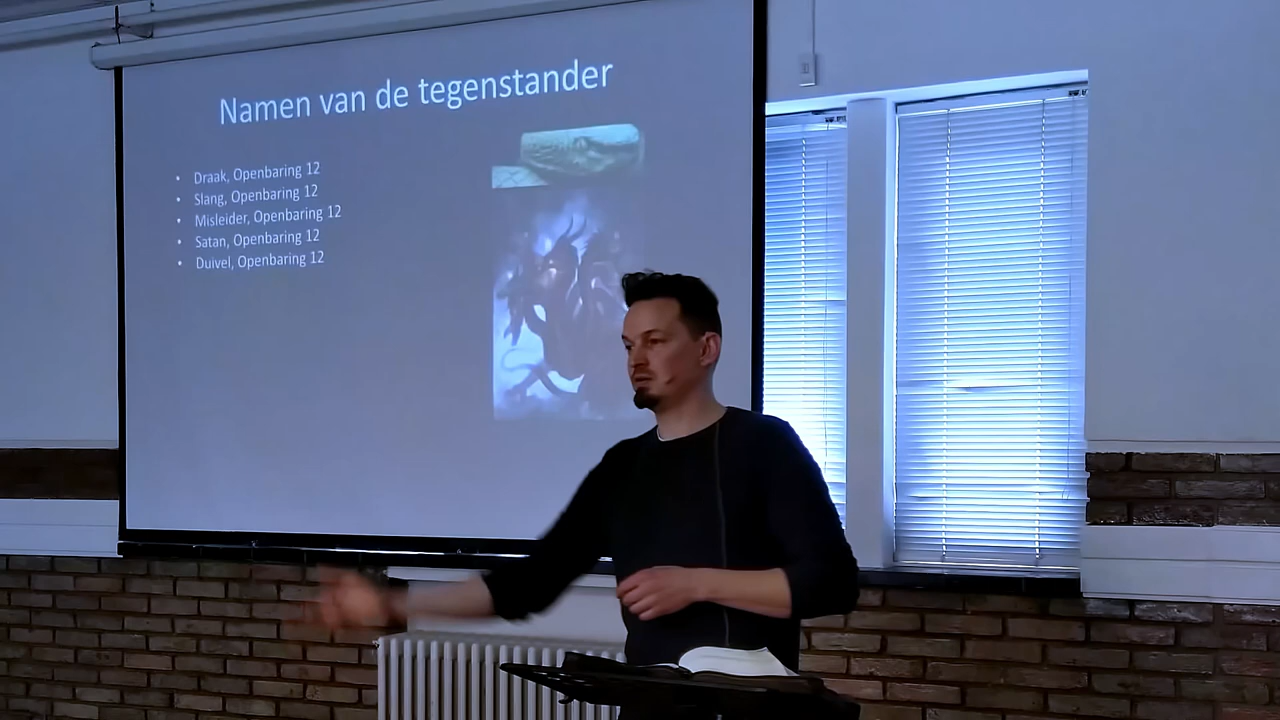 Namen van de tegenstander
• Draak, Openbaring 12
• Slang, Openbaring 12
• Misleider, Openbaring 12
• Satan, Openbaring 12
• Duivel, Openbaring 12